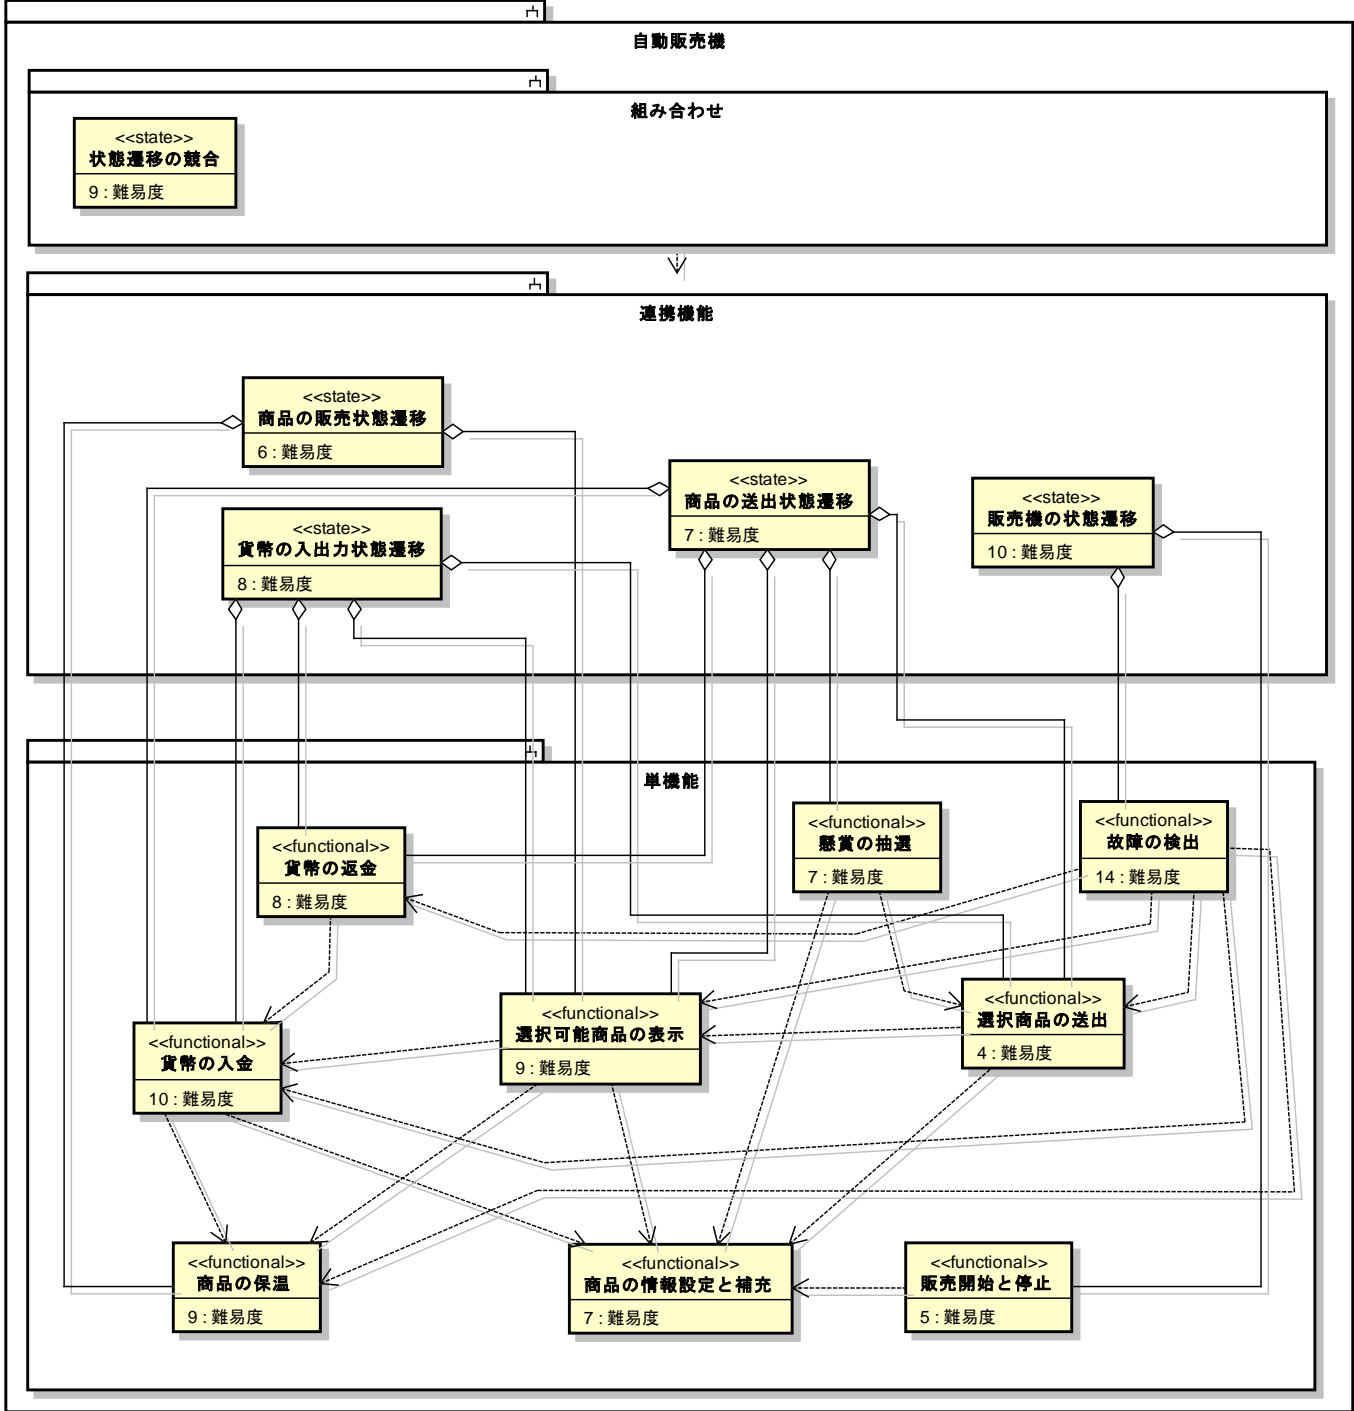 自動販売機
組み合わせ
<<state>>
状態遷移の競合
9 : 難易度
連携機能
<<state>>
商品の販売状態遷移
6 : 難易度
<<state>>
商品の送出状態遷移
7 : 難易度
<<state>>
販売機の状態遷移
10 : 難易度
<<state>>
貨幣の入出力状態遷移
8 : 難易度
単機能
<<functional>>
貨幣の返金
8 : 難易度
<<functional>>
懸賞の抽選
7 : 難易度
<<functional>>
故障の検出
14 : 難易度
<<functional>>
貨幣の入金
10 : 難易度
<<functional>>
選択可能商品の表示
9 : 難易度
<<functional>>
選択商品の送出
4 : 難易度
<<functional>>
商品の保温
9 : 難易度
<<functional>>
商品の情報設定と補充
7 : 難易度
<<functional>>
販売開始と停止
5 : 難易度